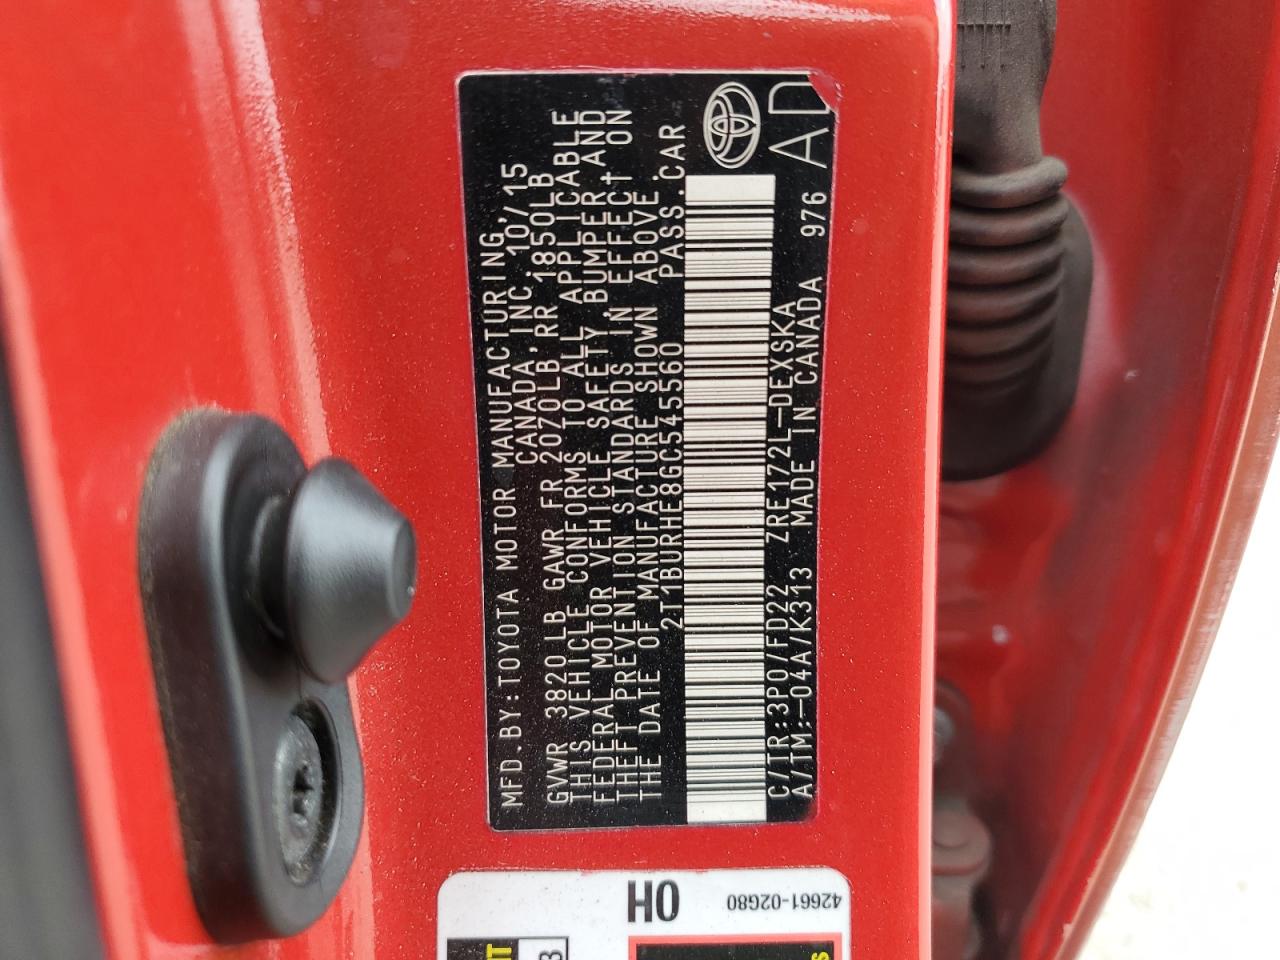 MFD.BY:TOYOTA MOTOR MANUFACTURING,
CANADA,INC. 10/15
GVWR 3820 LB GAWR FR 2070LB,RR 1850LB
THIS VEHICLE CONFORMS TO ALL APPLICABLE
FEDERAL MOTOR VEHICLE SAFETY,BUMPER AND
THEFT PREVENTION STANDARDS IN EFFECT ON
THE DATE OF MANUFACTURE SHOWN ABOVE.
2T1BURHE8GC545560 PASS.CAR
C/TR:3P0/FD22 ZRE172L-DEXSKA
A/TM:-04A/K313 MADE IN CANADA 976
AD
0H
42661-02G80